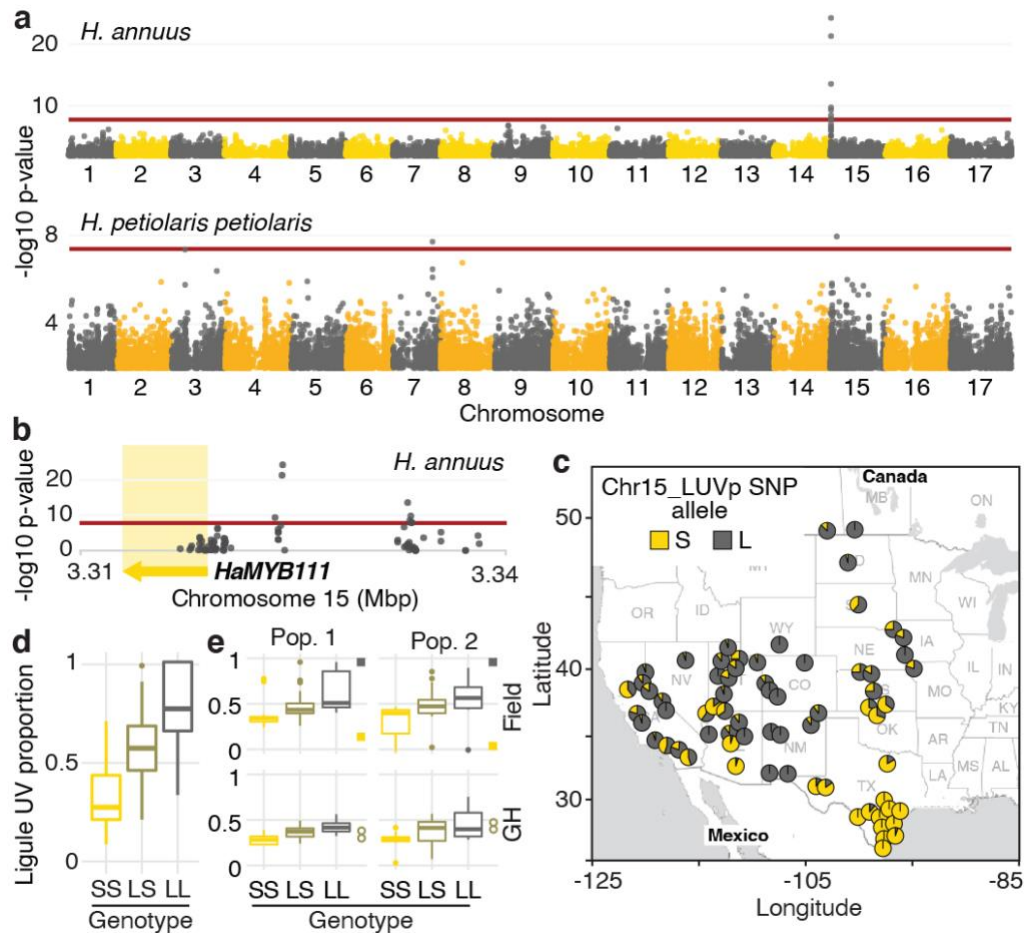 a
H. annuus
20
10
1 2 3 4 5 6 7 8 9 10 11 12 13 14 15 16 17
-log10 p-value
H. petiolaris petiolaris
8
4
1 2 3 4 5 6 7 8 9 10 11 12 13 14 15 16 17
Chromosome
b
-log10 p-value
H. annuus
20
10
0
3.31 HaMYB111 3.34
Chromosome 15 (Mbp)
c
Canada
Chr15_LUVp SNP
allele
S L
MB
ON
50
OR ID MN WI
WY IA
NE
40
NV CO IL IN
MO KY
OK TN
NM AR
MS AL
TX LA
30
Mexico
Latitude
-125 -105 -85
Longitude
d
Ligule UV proportion
1
0.5
0
SS LS LL
Genotype
e
Pop. 1 Pop. 2
1
0.5
0
Field
1
0.5
0
GH
SS LS LL SS LS LL
Genotype